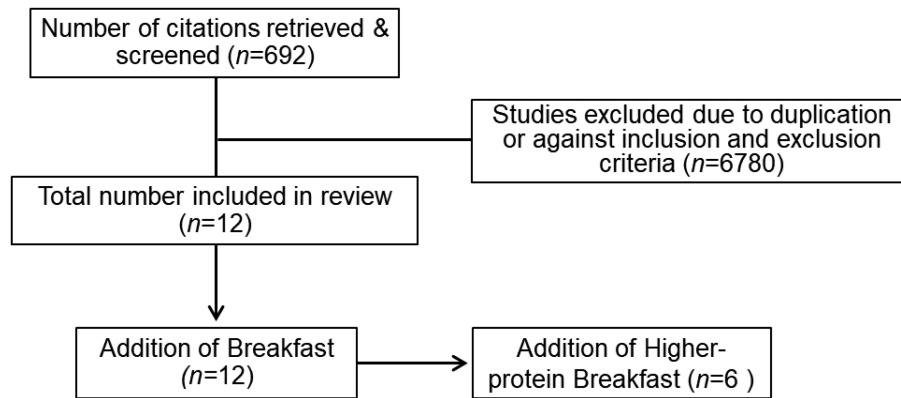 Number of citations retrieved &
screened (n=692)
Studies excluded due to duplication
or against inclusion and exclusion
criteria (n=6780)
Total number included in review
(n=12)
Addition of Breakfast
(n=12)
Addition of Higher-
protein Breakfast (n=6 )